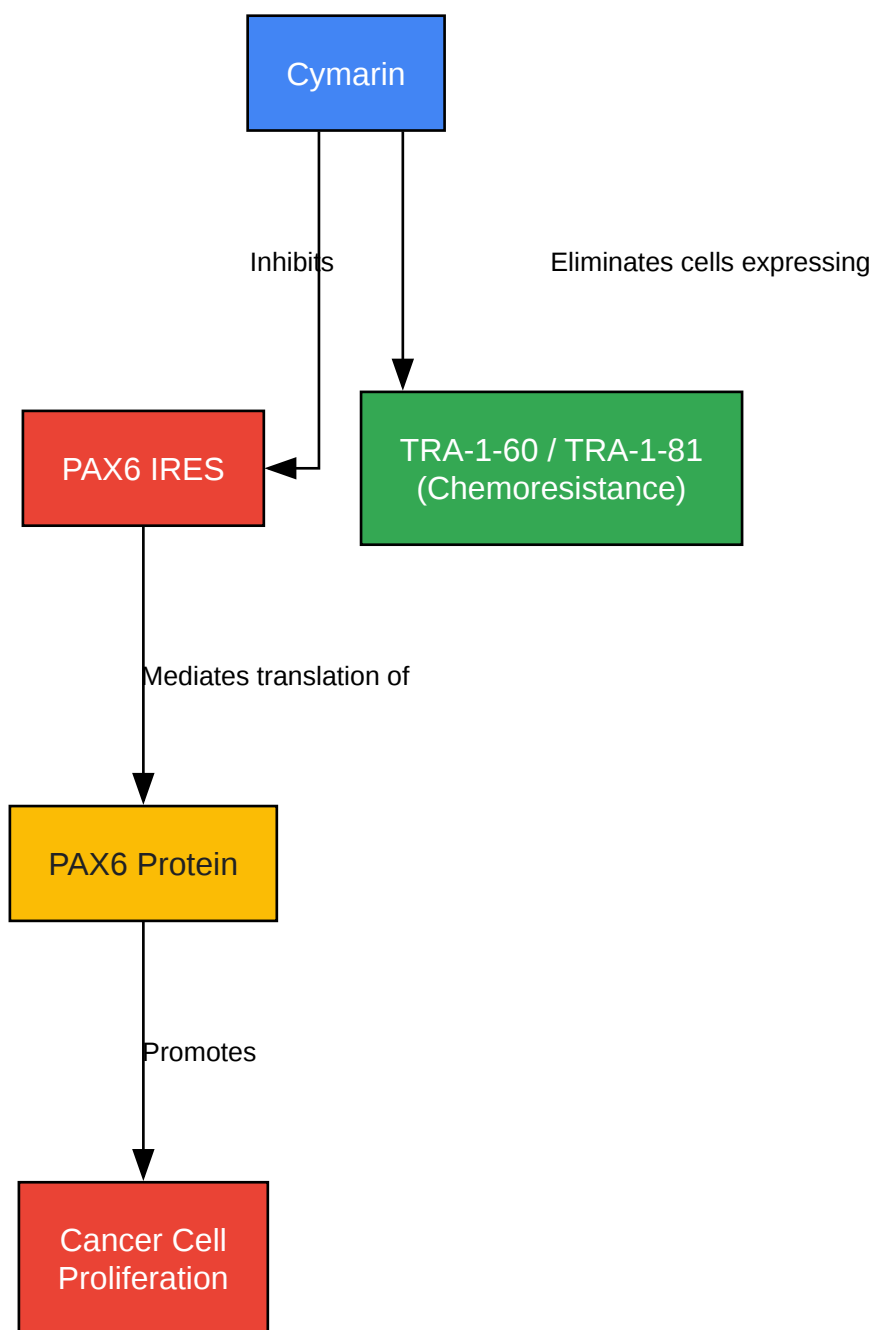 Cymarin
Inhibits
Eliminates cells expressing
PAX6 IRES
TRA-1-60 / TRA-1-81
(Chemoresistance)
Mediates translation of
PAX6 Protein
Promotes
Cancer Cell
Proliferation